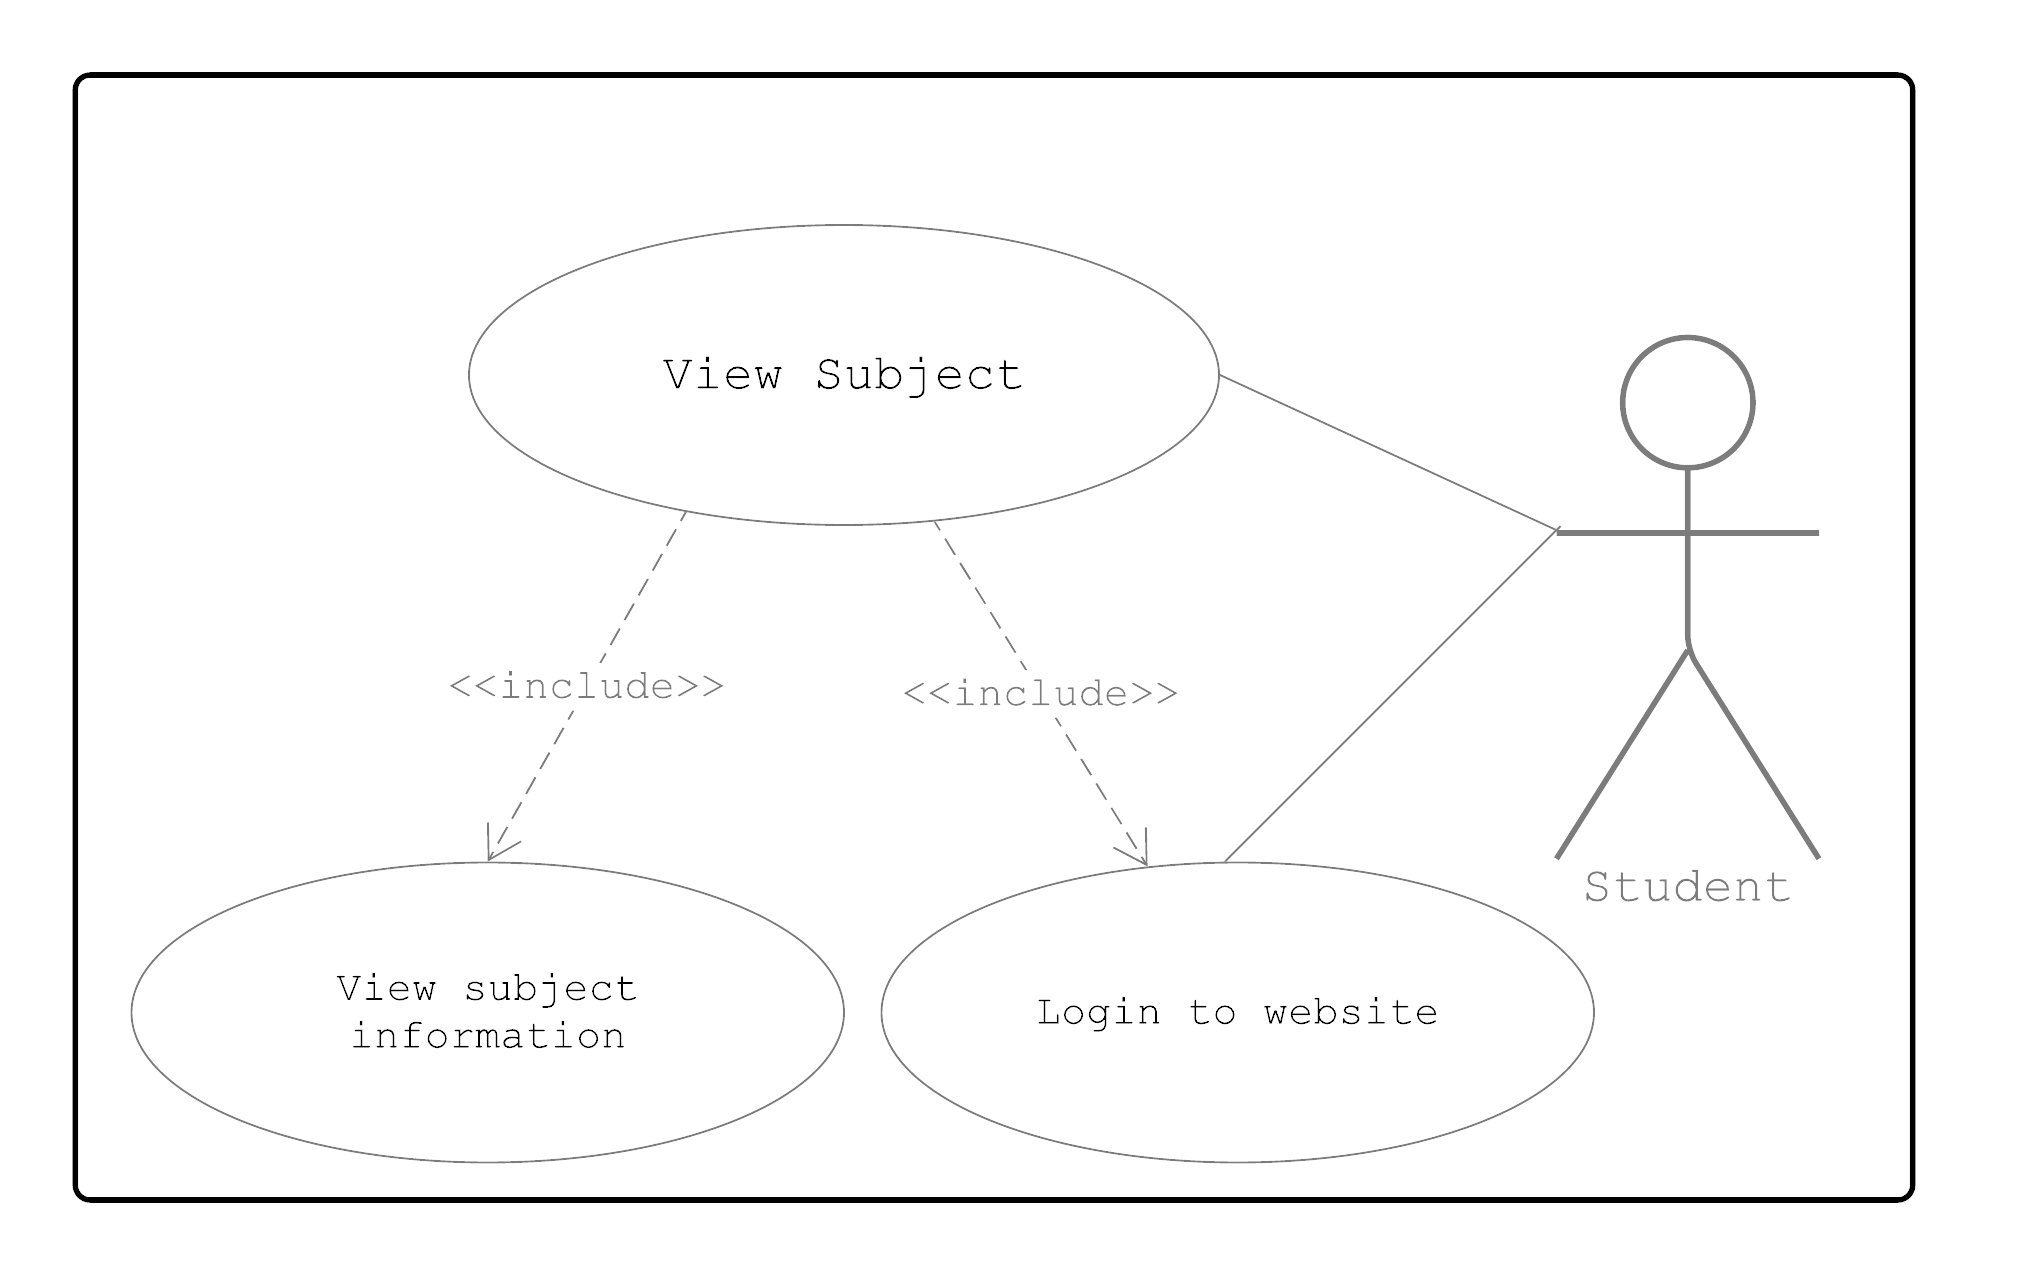 View Subject
<<include>>
<<include>>
Student
View subject
information
Login to website